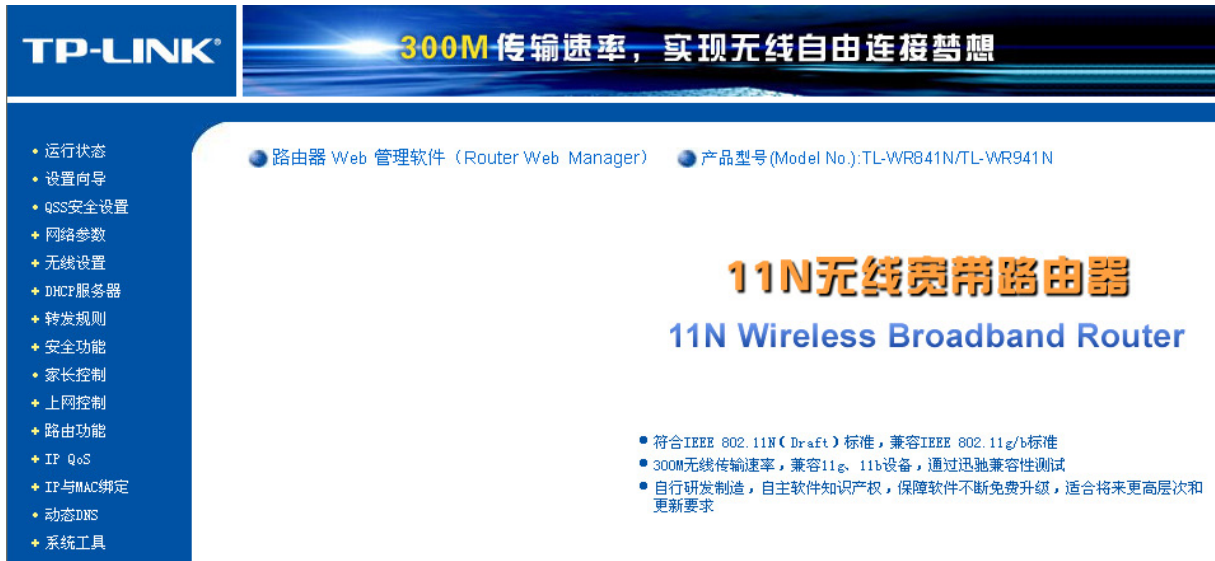 TP-LINK®
300M传输速率，实现无线自由连接梦想
运行状态
设置向导
QSS安全设置
网络参数
无线设置
DHCP服务器
转发规则
安全功能
家长控制
上网控制
路由功能
IP QoS
IP与MAC绑定
动态DNS
系统工具
路由器 Web 管理软件（Router Web Manager） 产品型号(Model No.):TL-WR841N/TL-WR941N
11N无线宽带路由器
11N Wireless Broadband Router
符合IEEE 802.11N(Draft)标准，兼容IEEE 802.11g/b标准
300M无线传输速率，兼容11g、11b设备，通过迅驰兼容性测试
自行研发制造，自主软件知识产权，保障软件不断免费升级，适合将来更高层次和
更新要求